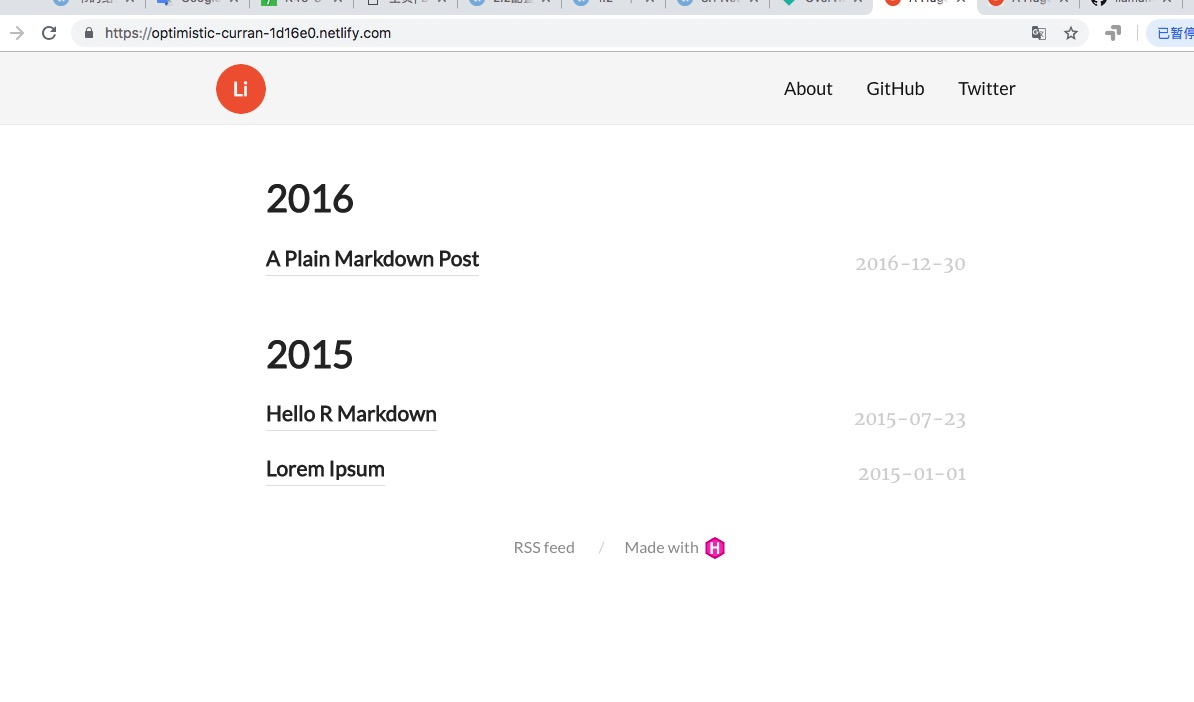 https://optimistic-curran-1d16e0.netlify.com
已暂停
Li
About GitHub Twitter
2016
A Plain Markdown Post 2016-12-30
2015
Hello R Markdown 2015-07-23
Lorem Ipsum 2015-01-01
RSS feed / Made with H